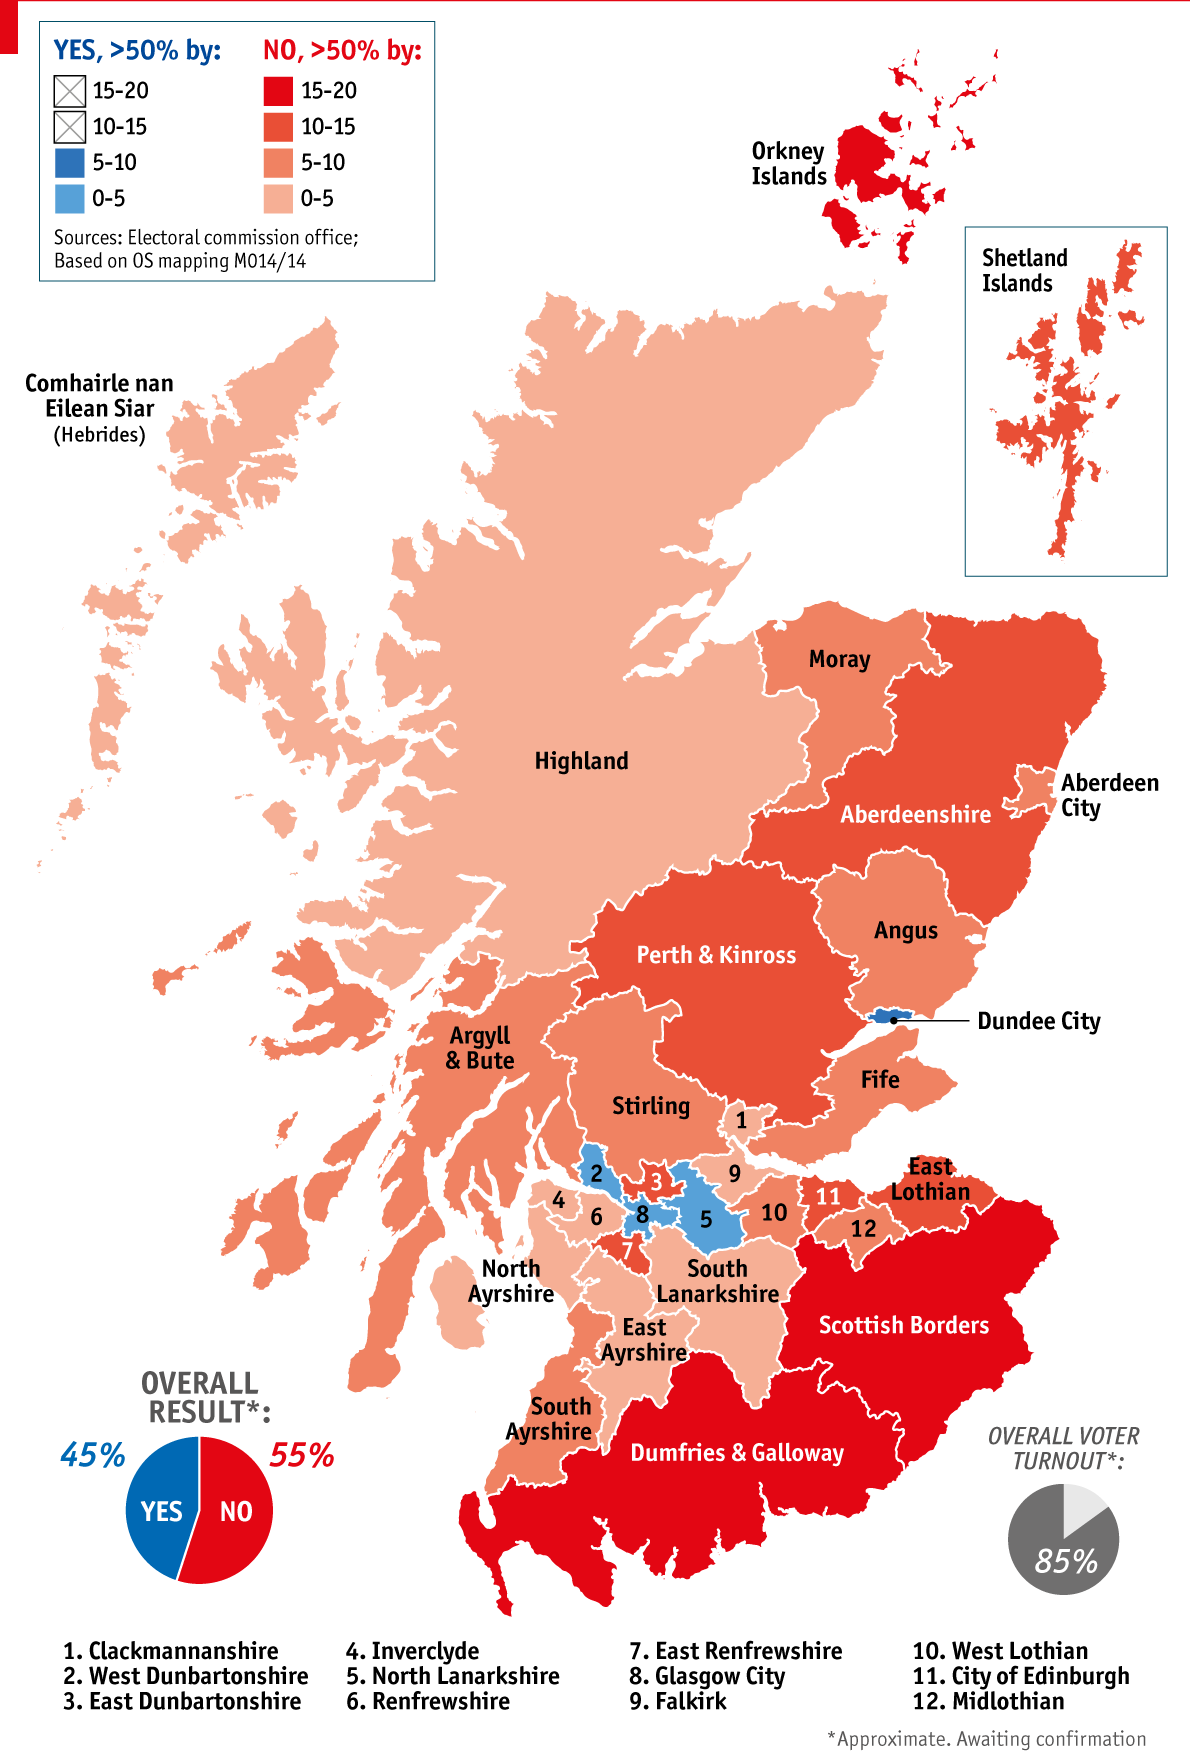 YES, >50% by:
NO, >50% by:
15-20
15-20
10-15
10-15
5-10
5-10
0-5
0-5
Sources: Electoral commission office;
Based on OS mapping M014/14
Orkney
Islands
Shetland
Islands
Comhairle nan
Eilean Siar
(Hebrides)
Moray
Highland
Aberdeen
City
Aberdeenshire
Angus
Perth & Kinross
Dundee City
Argyll
& Bute
Fife
Stirling
1
2
3
9
East
Lothian
11
4
6
8
5
10
12
7
North
Ayrshire
South
Lanarkshire
Scottish Borders
East
Ayrshire
South
Ayrshire
Dumfries & Galloway
OVERALL
RESULT*:
45%
55%
YES
NO
OVERALL VOTER
TURNOUT*:
85%
1. Clackmannanshire
2. West Dunbartonshire
3. East Dunbartonshire
4. Inverclyde
5. North Lanarkshire
6. Renfrewshire
7. East Renfrewshire
8. Glasgow City
9. Falkirk
10. West Lothian
11. City of Edinburgh
12. Midlothian
*Approximate. Awaiting confirmation